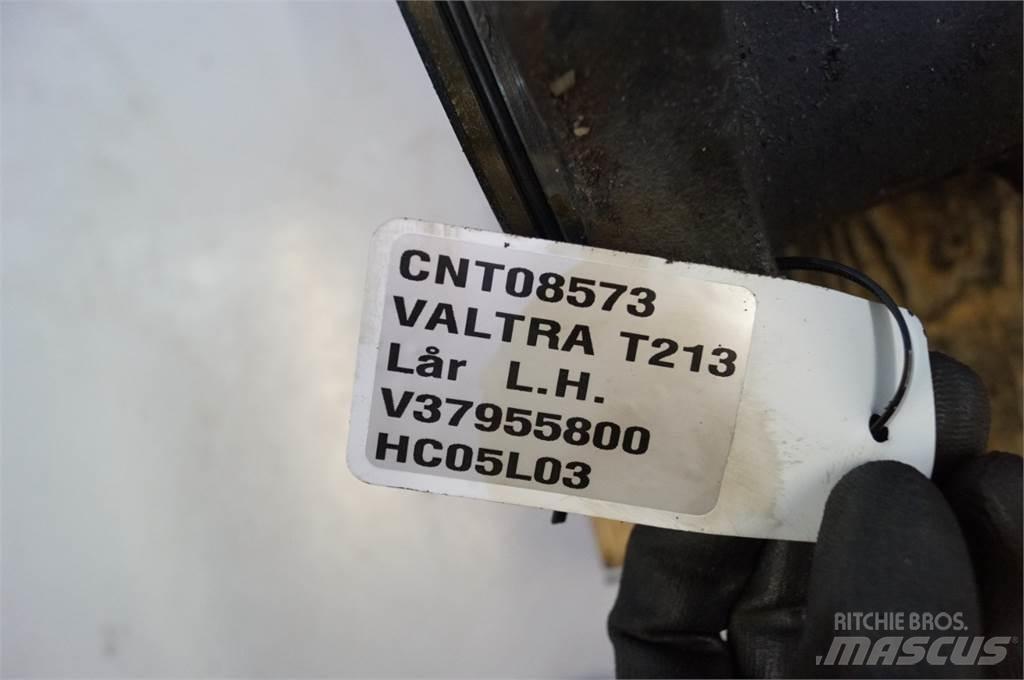 CNT08573
VALTRA T213
Lår L.H.
V37955800
HC05L03
RITCHIE BROS.
MASCUS